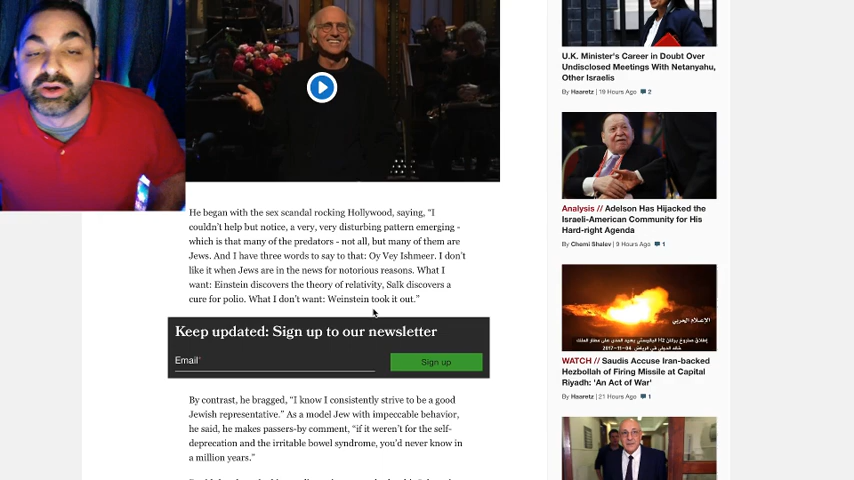 He began with the sex scandal rocking Hollywood, saying, “I
couldn’t help but notice, a very, very disturbing pattern emerging -
which is that many of the predators - not all, but many of them are
Jews. And I have three words to say to that: Oy Vey Ishmeer. I don’t
like it when Jews are in the news for notorious reasons. What I
want: Einstein discovers the theory of relativity, Salk discovers a
cure for polio. What I don’t want: Weinstein took it out.”
Keep updated: Sign up to our newsletter
Email*
Sign up
By contrast, he bragged, “I know I consistently strive to be a good
Jewish representative.” As a model Jew with impeccable behavior,
he said, he makes passers-by comment, “if it weren’t for the self-
deprecation and the irritable bowel syndrome, you’d never know in
a million years.”
U.K. Minister's Career in Doubt Over
Undisclosed Meetings With Netanyahu,
Other Israelis
By Haaretz | 19 Hours Ago 2
Analysis // Adelson Has Hijacked the
Israeli-American Community for His
Hard-right Agenda
By Chemi Shalev | 9 Hours Ago 1
الإعلام الحربي
2017-11-04
WATCH // Saudis Accuse Iran-backed
Hezbollah of Firing Missile at Capital
Riyadh: 'An Act of War'
By Haaretz | 21 Hours Ago 1